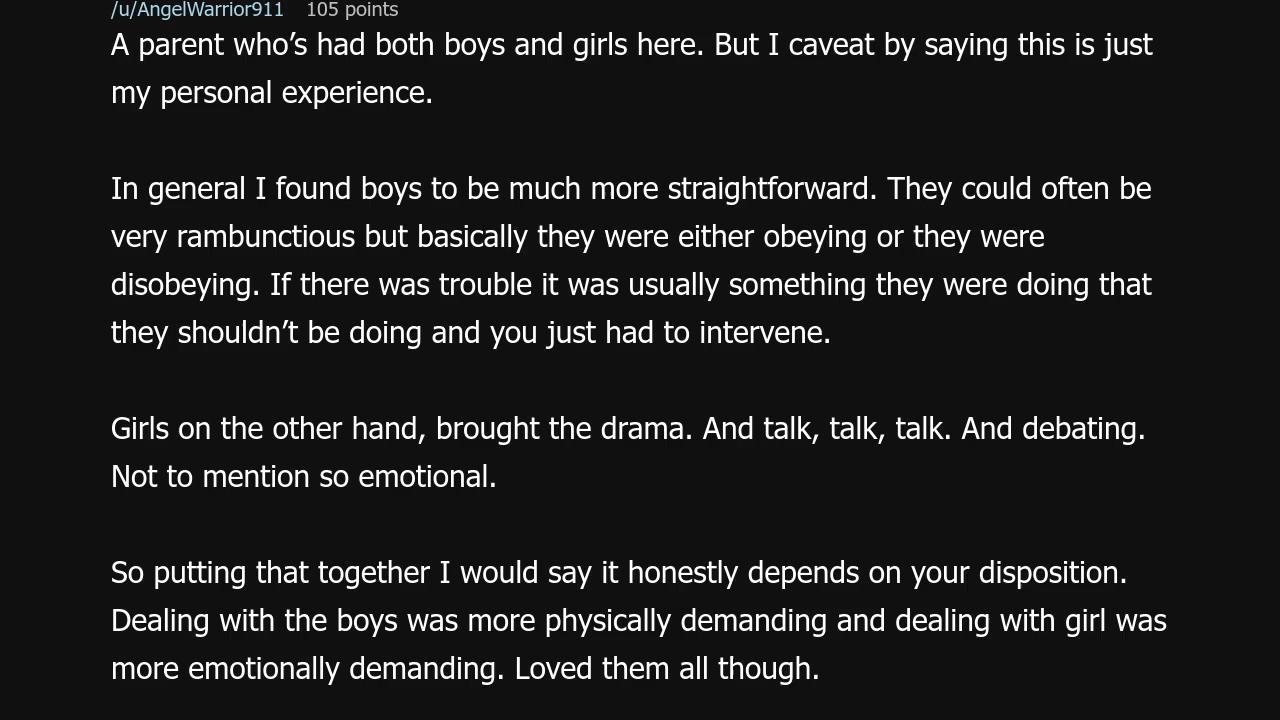 /u/AngelWarrior911 105 points
A parent who’s had both boys and girls here. But I caveat by saying this is just
my personal experience.
In general I found boys to be much more straightforward. They could often be
very rambunctious but basically they were either obeying or they were
disobeying. If there was trouble it was usually something they were doing that
they shouldn’t be doing and you just had to intervene.
Girls on the other hand, brought the drama. And talk, talk, talk. And debating.
Not to mention so emotional.
So putting that together I would say it honestly depends on your disposition.
Dealing with the boys was more physically demanding and dealing with girl was
more emotionally demanding. Loved them all though.